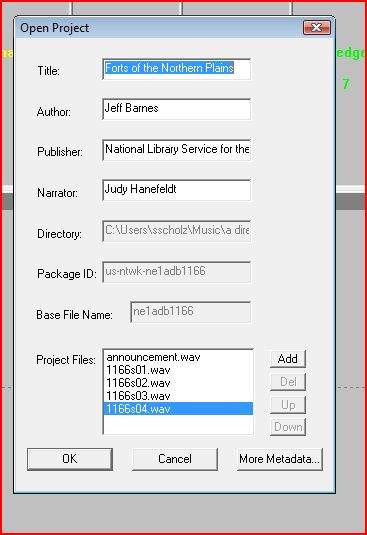 Open Project
Title: Forts of the Northern Plains
Author: Jeff Barnes
Publisher: National Library Service for the
Narrator: Judy Hanefeldt
Directory: C:\Users\sscholz\Music\a dire
Package ID: us-ntwk-ne1adb1166
Base File Name: ne1adb1166
Project Files:
announcement.wav
1166s01.wav
1166s02.wav
1166s03.wav
1166s04.wav
Add
Del
Up
Down
OK Cancel More Metadata...
edge
7